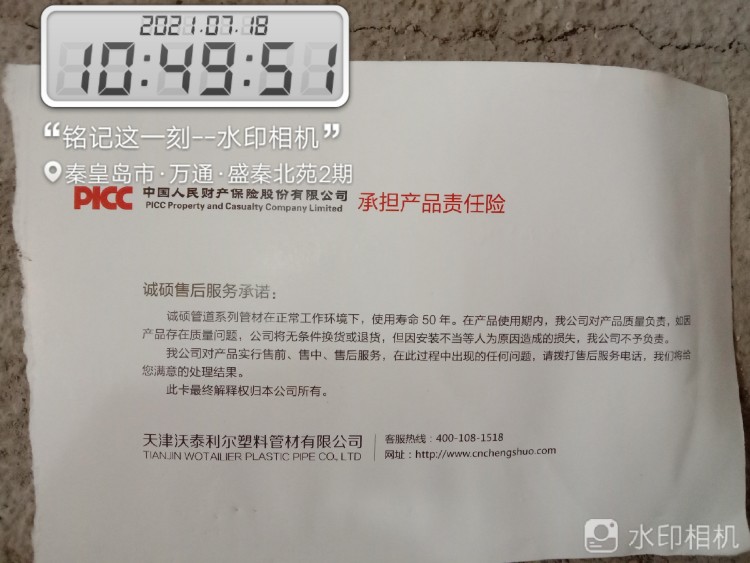 2021.07.18
10:49:51
“铭记这一刻--水印相机”
秦皇岛市·万通·盛秦北苑2期
PICC 中国人民财产保险股份有限公司 承担产品责任险
PICC Property and Casualty Company Limited
诚硕售后服务承诺：
诚硕管道系列管材在正常工作环境下，使用寿命 50 年。在产品使用期内，我公司对产品质量负责，如因
产品存在质量问题，公司将无条件换货或退货，但因安装不当等人为原因造成的损失，我公司不予负责。
我公司对产品实行售前、售中、售后服务，在此过程中出现的任何问题，请拨打售后服务电话，我们将给
您满意的处理结果。
此卡最终解释权归本公司所有。
天津沃泰利尔塑料管材有限公司
TIANJIN WOTAILIER PLASTIC PIPE CO., LTD
客服热线：400-108-1518
网址：http://www.cnchengshuo.com
水印相机